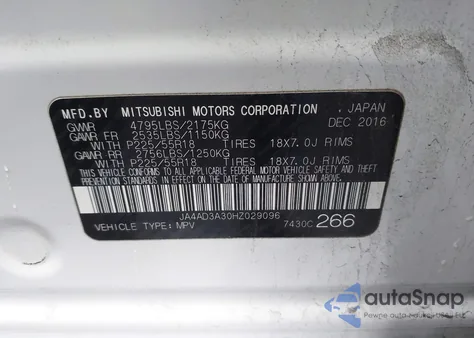 MFD.BY MITSUBISHI MOTORS CORPORATION , JAPAN
GVWR 4795LBS/2175KG DEC 2016
GAWR FR 2535LBS/1150KG
WITH P225/55R18 TIRES 18X7.0J RIMS
GAWR RR 2756LBS/1250KG
WITH P225/55R18 TIRES 18X7.0J RIMS
THIS VEHICLE CONFORMS TO ALL APPLICABLE FEDERAL MOTOR
VEHICLE SAFETY AND THEFT PREVENTION STANDARDS IN EFFECT
ON THE DATE OF MANUFACTURE SHOWN ABOVE.
JA4AD3A30HZ029096
VEHICLE TYPE: MPV 7430C 266
autoSnap